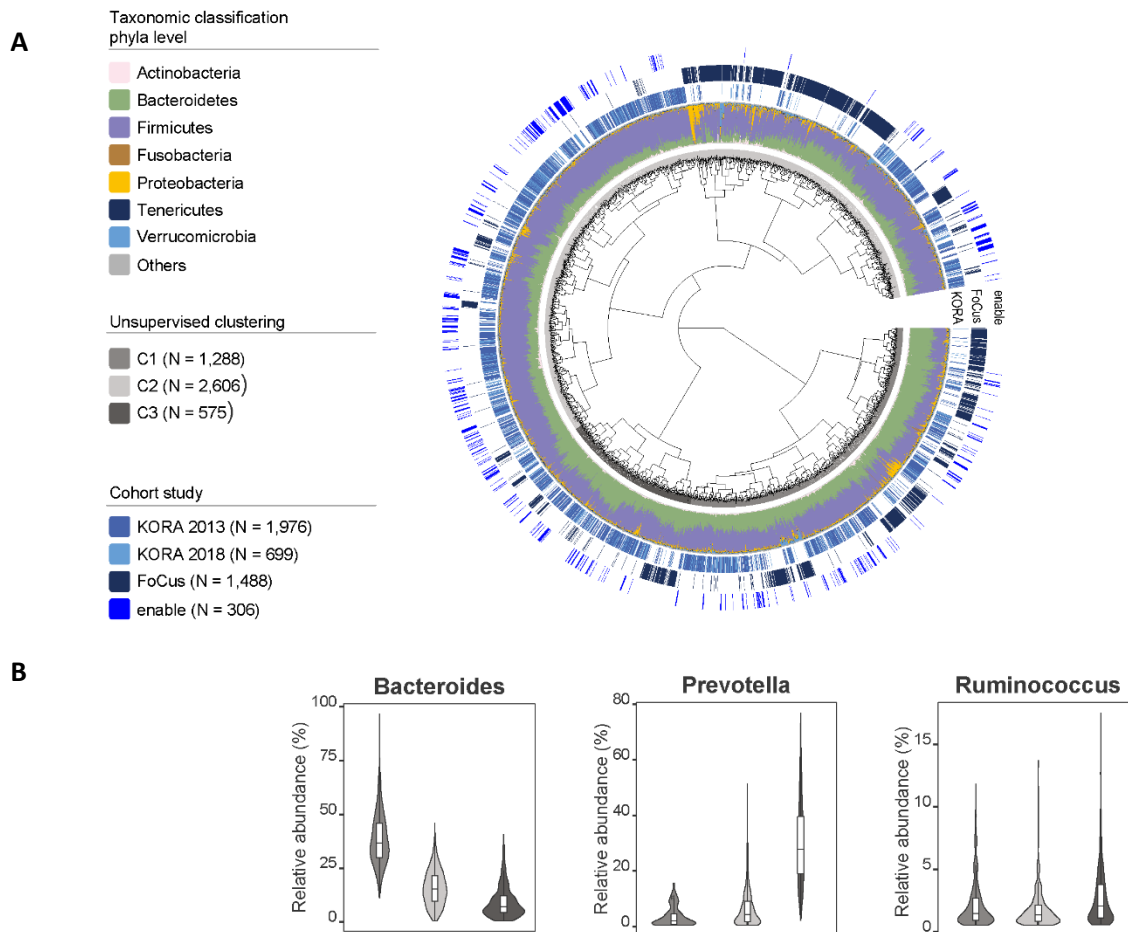 A
Taxonomic classification
phyla level
Actinobacteria
Bacteroidetes
Firmicutes
Fusobacteria
Proteobacteria
Tenericutes
Verrucomicrobia
Others
Unsupervised clustering
C1 (N = 1,288)
C2 (N = 2,606)
C3 (N = 575)
Cohort study
KORA 2013 (N = 1,976)
KORA 2018 (N = 699)
FoCus (N = 1,488)
enable (N = 306)
KORA
FoCus
enable
B
Bacteroides
Relative abundance (%)
100
75
50
25
0
Prevotella
Relative abundance (%)
80
60
40
20
0
Ruminococcus
Relative abundance (%)
15
10
5
0